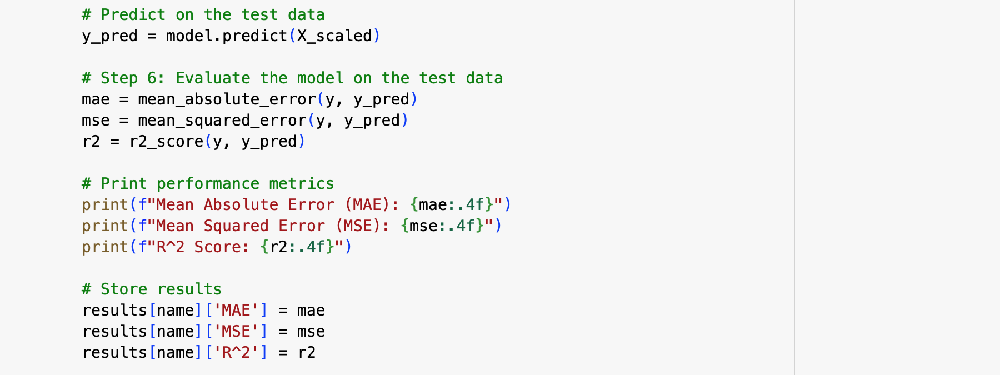 # Predict on the test data
y_pred = model.predict(X_scaled)
# Step 6: Evaluate the model on the test data
mae = mean_absolute_error(y, y_pred)
mse = mean_squared_error(y, y_pred)
r2 = r2_score(y, y_pred)
# Print performance metrics
print(f"Mean Absolute Error (MAE): {mae:.4f}")
print(f"Mean Squared Error (MSE): {mse:.4f}")
print(f"R^2 Score: {r2:.4f}")
# Store results
results[name]['MAE'] = mae
results[name]['MSE'] = mse
results[name]['R^2'] = r2